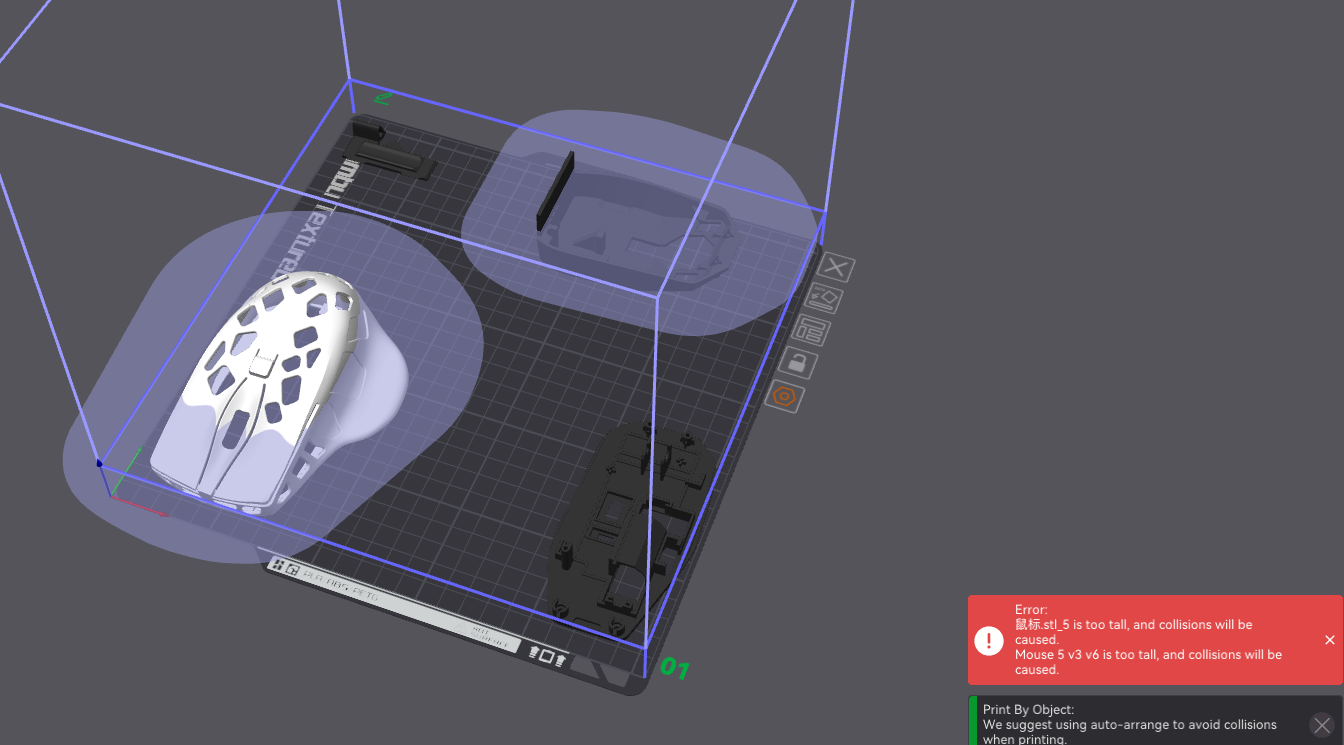 Textured
01
Error:
鼠标.stl_5 is too tall, and collisions will be
caused.
Mouse 5 v3 v6 is too tall, and collisions will be
caused.
Print By Object:
We suggest using auto-arrange to avoid collisions
when printing.